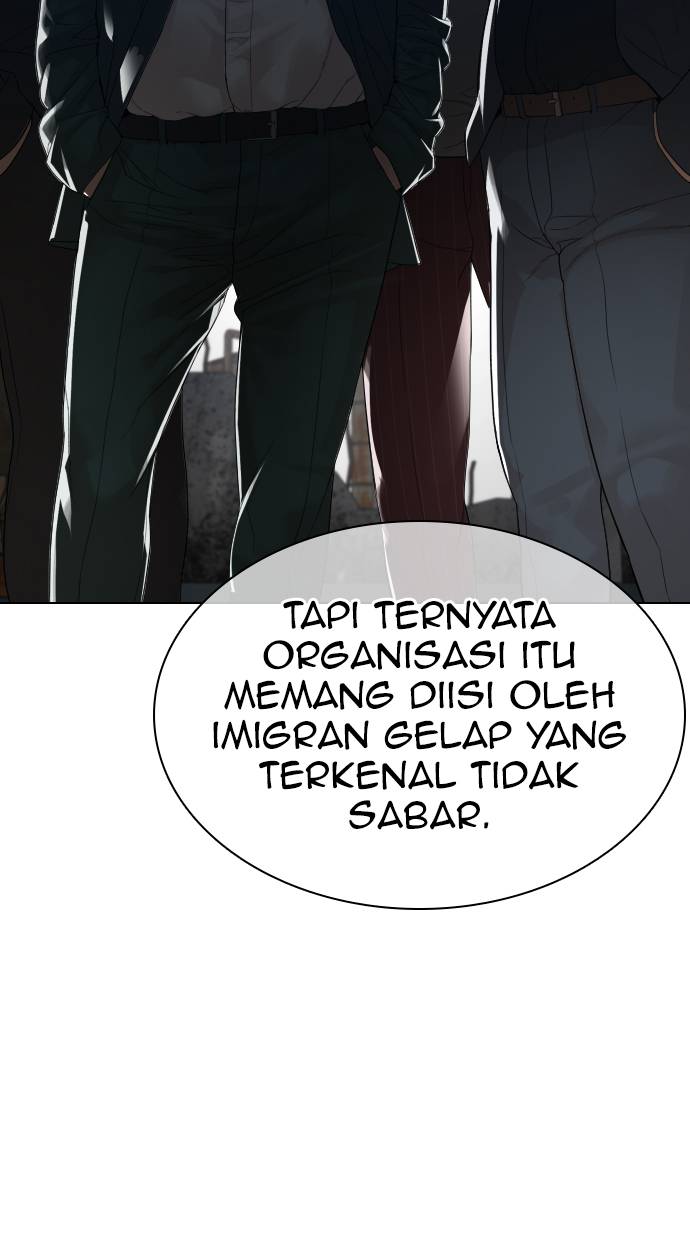 TAPI TERNYATA
ORGANISASI ITU
MEMANG DIISI OLEH
IMIGRAN GELAP YANG
TERKENAL TIDAK
SABAR.